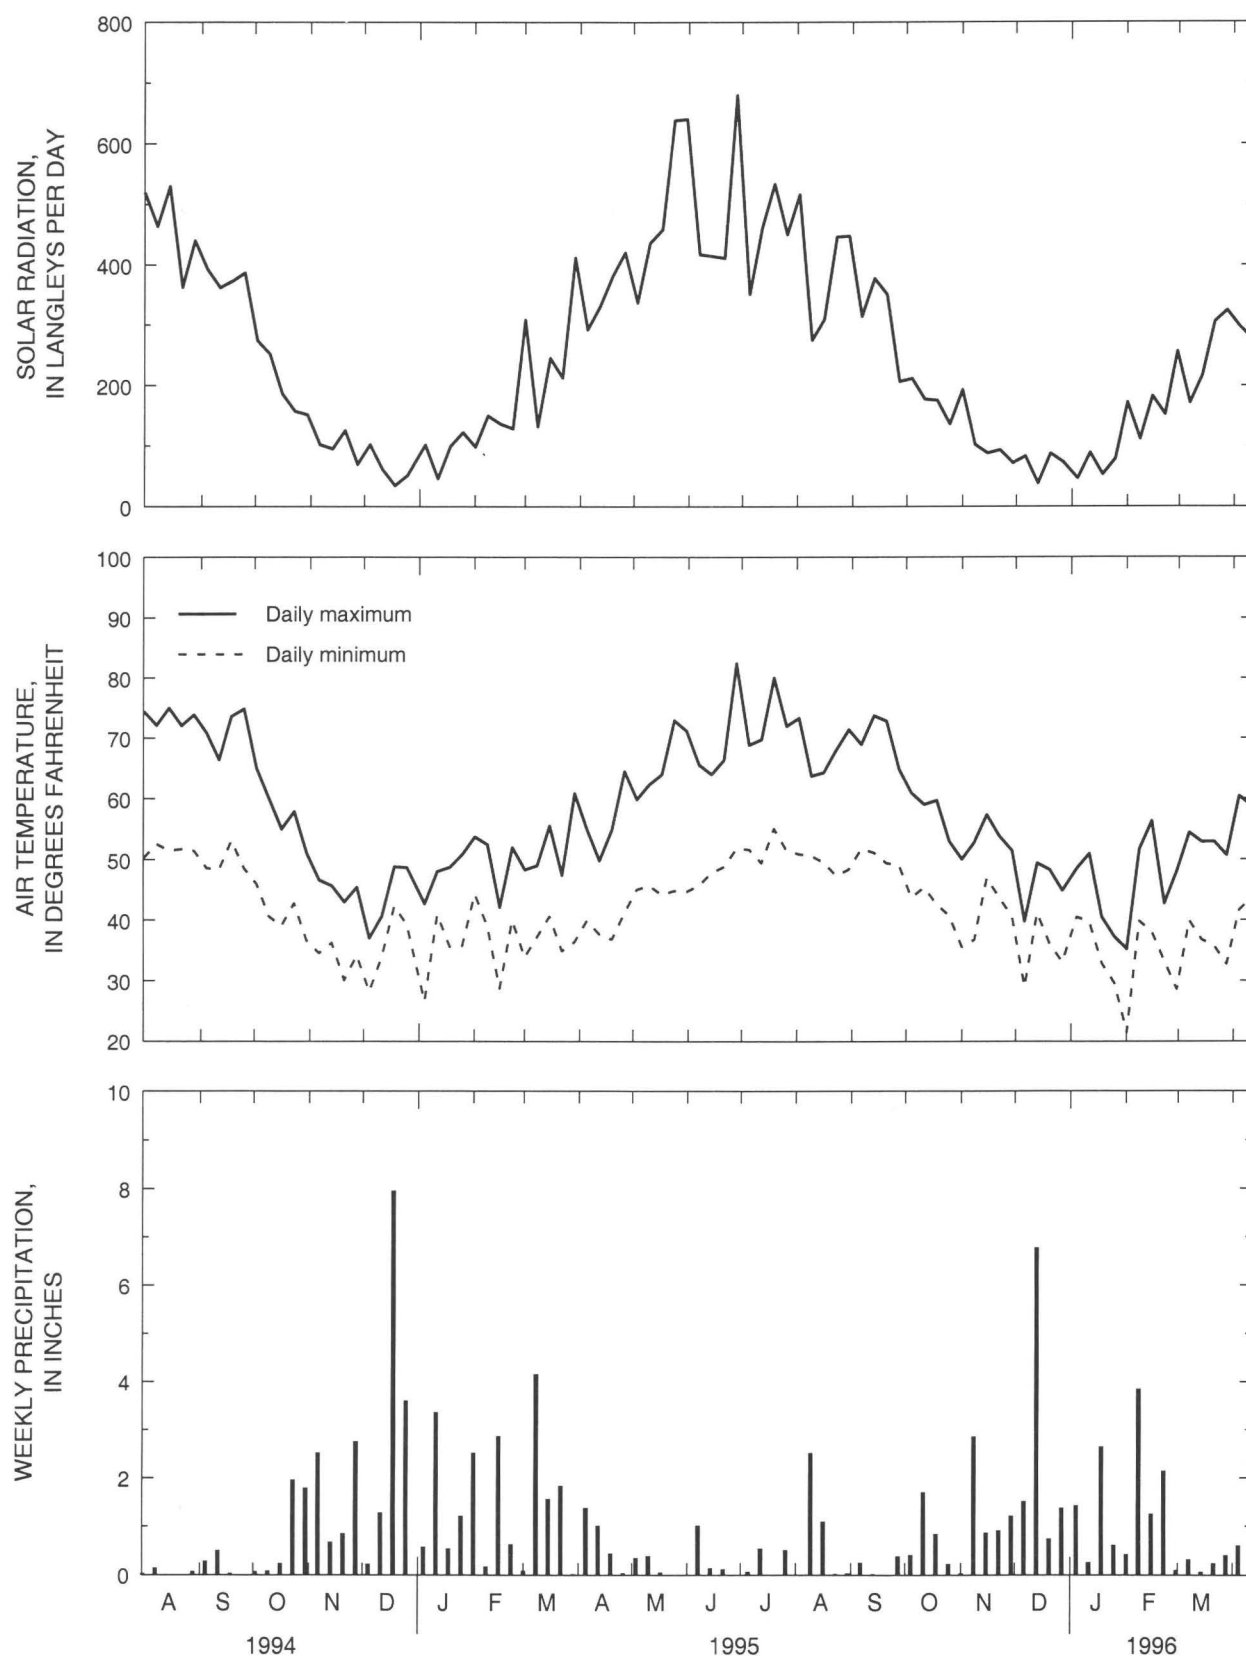 800
600
400
200
0
SOLAR RADIATION,
IN LANGLEYS PER DAY
100
90
80
70
60
50
40
30
20
AIR TEMPERATURE,
IN DEGREES FAHRENHEIT
Daily maximum
Daily minimum
10
8
6
4
2
0
WEEKLY PRECIPITATION,
IN INCHES
A S O N D J F M A M J J A S O N D J F M
1994 1995 1996